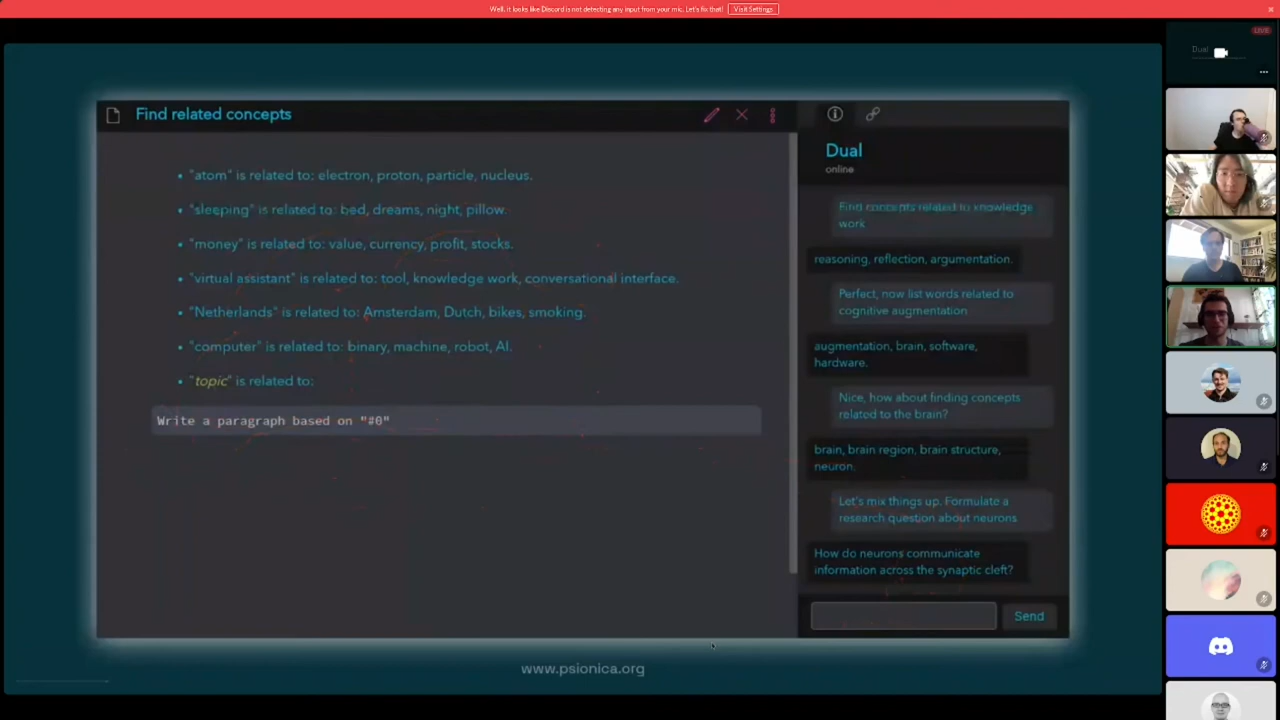 Well, it looks like Discord is not detecting any input from your mic. Let's fix that! Visit Settings
LIVE
Dual
Find related concepts
• "atom" is related to: electron, proton, particle, nucleus.
• "sleeping" is related to: bed, dreams, night, pillow.
• "money" is related to: value, currency, profit, stocks.
• "virtual assistant" is related to: tool, knowledge work, conversational interface.
• "Netherlands" is related to: Amsterdam, Dutch, bikes, smoking.
• "computer" is related to: binary, machine, robot, AI.
• "topic" is related to:
Write a paragraph based on "#0"
Dual
online
Find concepts related to knowledge
work
reasoning, reflection, argumentation.
Perfect, now list words related to
cognitive augmentation
augmentation, brain, software,
hardware.
Nice, how about finding concepts
related to the brain?
brain, brain region, brain structure,
neuron.
Let's mix things up. Formulate a
research question about neurons
How do neurons communicate
information across the synaptic cleft?
Send
www.psionica.org